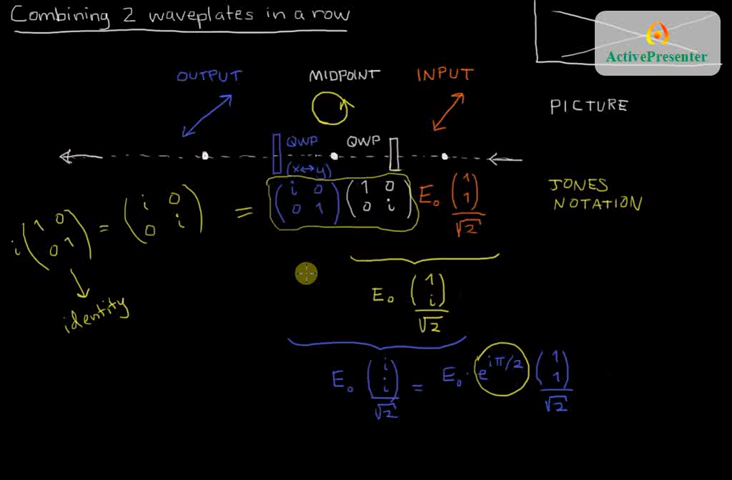 Combining 2 waveplates in a row
ActivePresenter
OUTPUT MIDPOINT INPUT
PICTURE
QWP QWP
(x↔y)
JONES
NOTATION
i(1 0 0 1) = (i 0 0 i) = (i 0 0 1)(1 0 0 i) E₀ (1 1)/√2
identity
E₀ (1 i)/√2
E₀ (i i)/√2 = E₀ · e^{iπ/2} (1 1)/√2